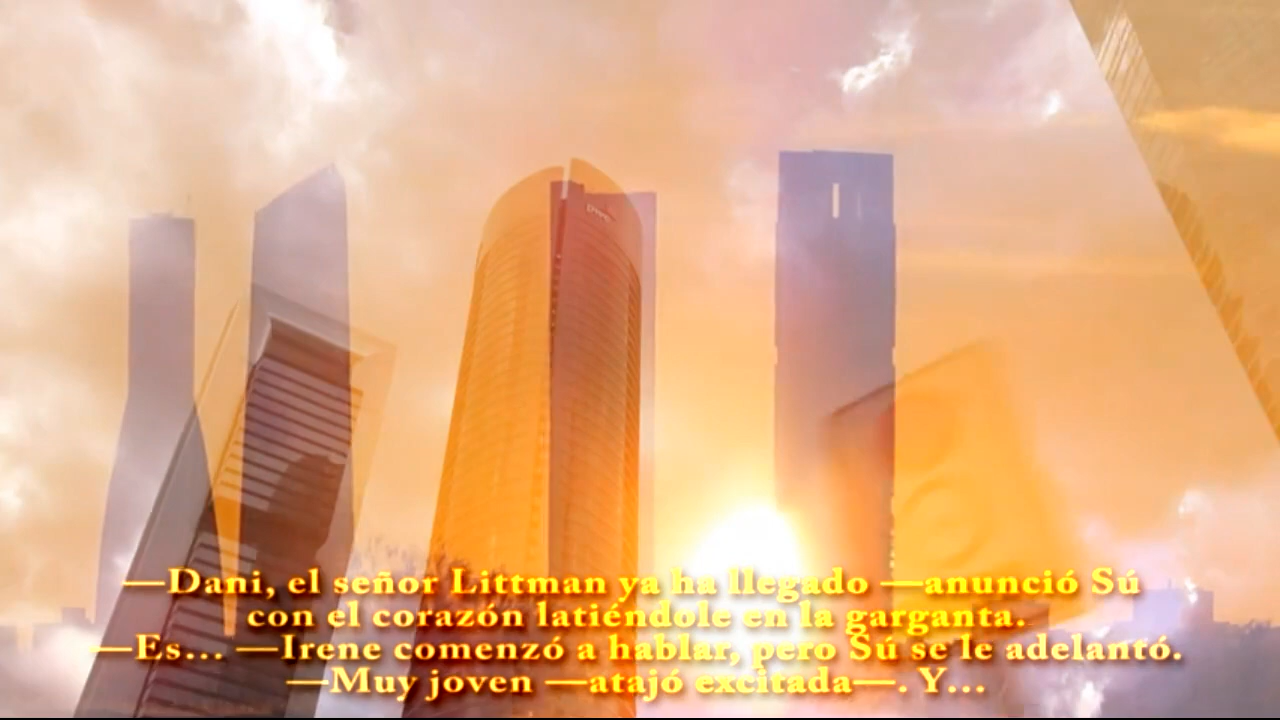 —Dani, el señor Littman ya ha llegado —anunció Sú
con el corazón latiéndole en la garganta.
—Es... —Irene comenzó a hablar, pero Sú se le adelantó.
—Muy joven —atajó excitada—. Y...